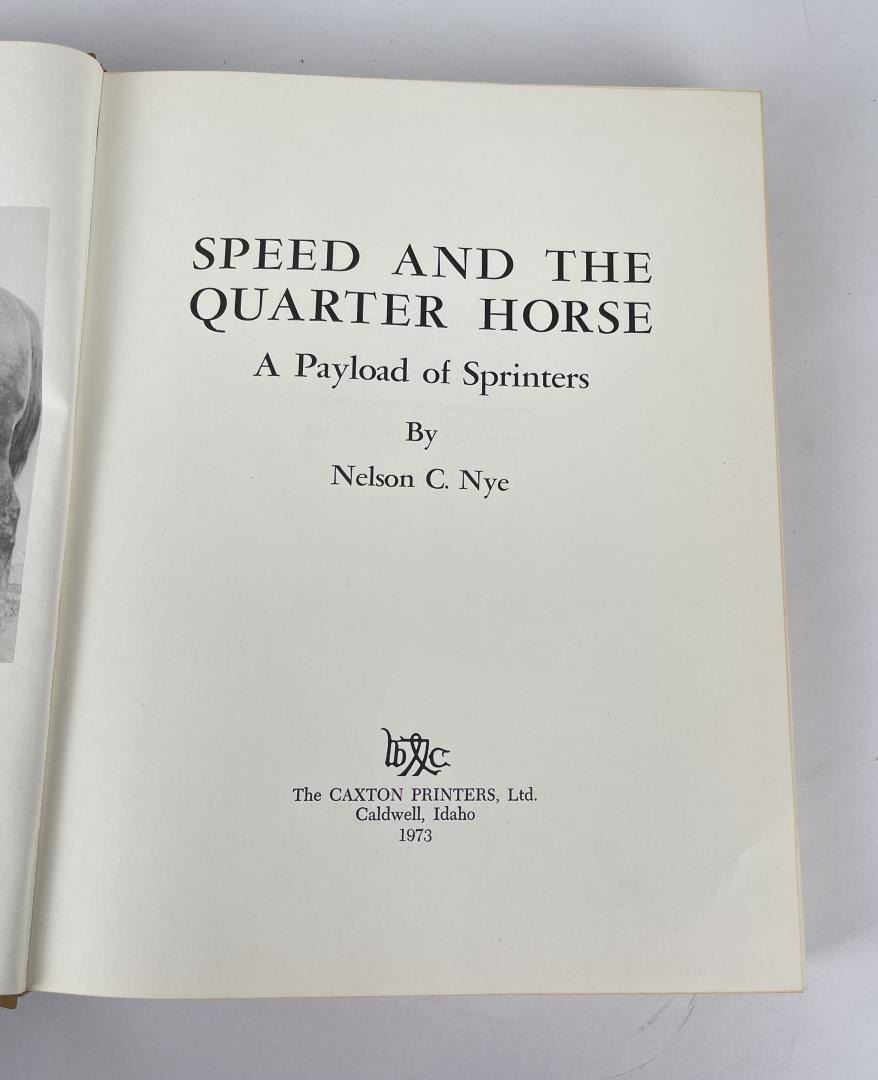 SPEED AND THE
QUARTER HORSE
A Payload of Sprinters
By
Nelson C. Nye
The CAXTON PRINTERS, Ltd.
Caldwell, Idaho
1973